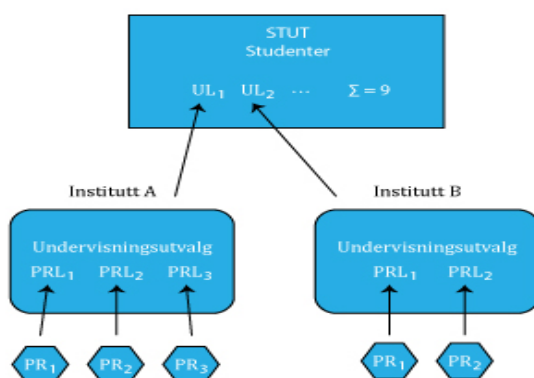 STUT
Studenter
UL₁ UL₂ ... Σ = 9
Institutt A
Institutt B
Undervisningsutvalg
PRL₁ PRL₂ PRL₃
Undervisningsutvalg
PRL₁ PRL₂
PR₁ PR₂ PR₃
PR₁ PR₂